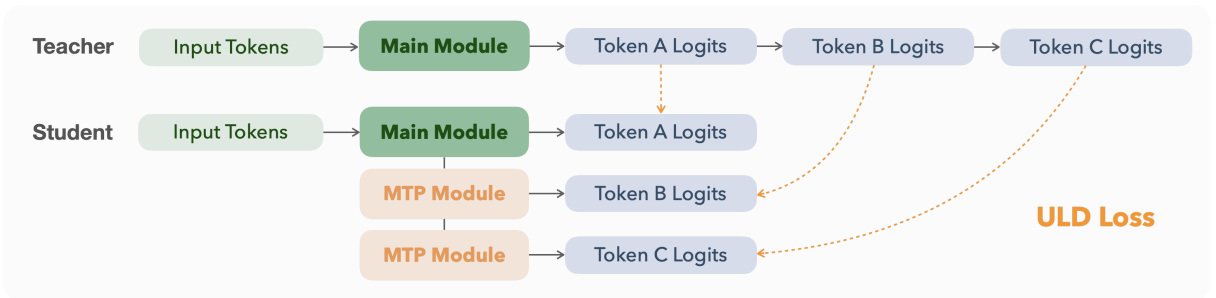 Teacher
Input Tokens
Main Module
Token A Logits
Token B Logits
Token C Logits
Student
Input Tokens
Main Module
Token A Logits
MTP Module
Token B Logits
ULD Loss
MTP Module
Token C Logits